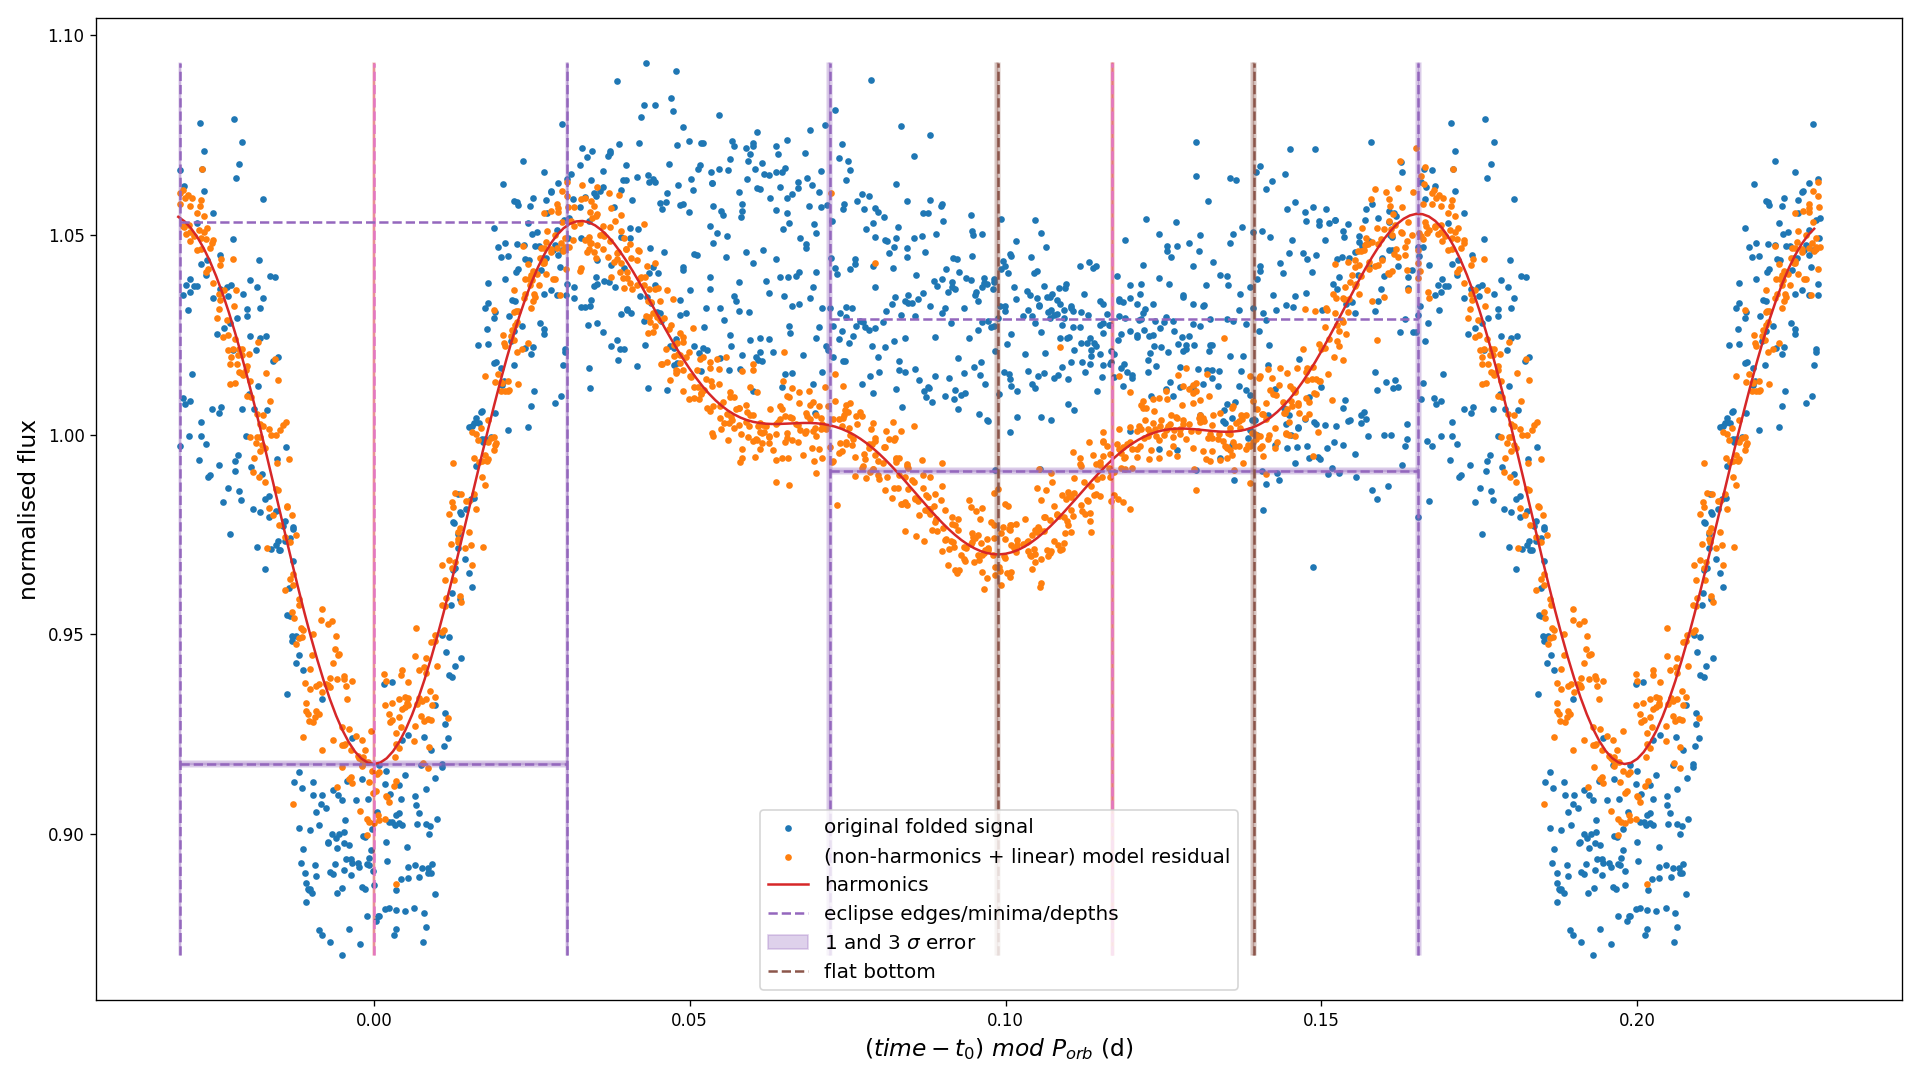 normalised flux
1.10
1.05
1.00
0.95
0.90
original folded signal
(non-harmonics + linear) model residual
harmonics
eclipse edges/minima/depths
1 and 3 σ error
flat bottom
0.00 0.05 0.10 0.15 0.20
(time − t₀) mod Pₒᵣᵦ (d)